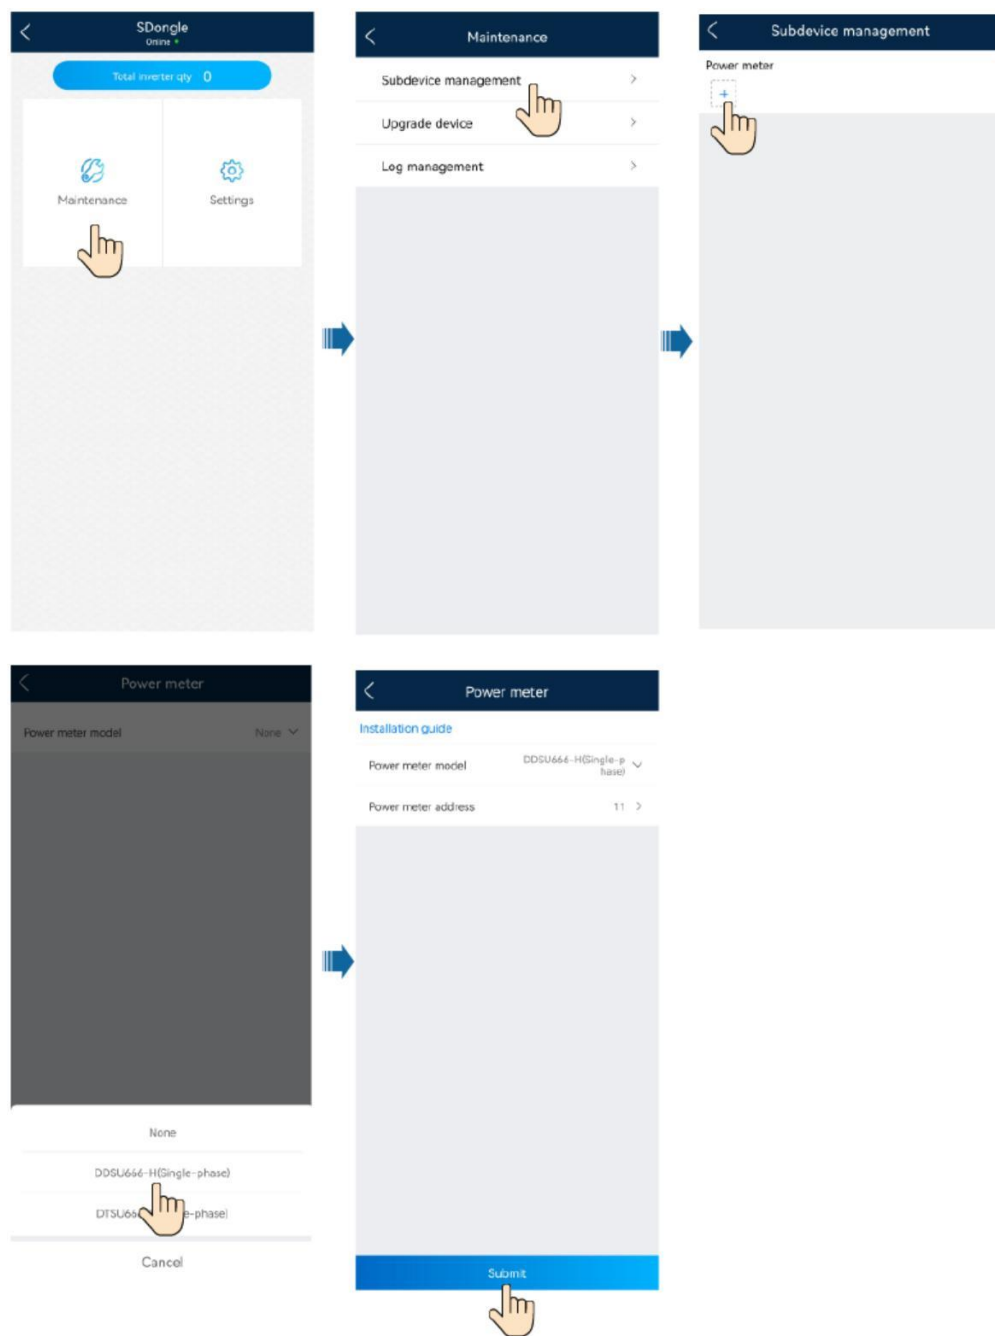 SDongle
Online
Total inverter qty 0
Maintenance
Settings
Maintenance
Subdevice management
Upgrade device
Log management
Subdevice management
Power meter
+
Power meter
Power meter model None
None
DDSU666-H(Single-phase)
DTSU66 e-phase)
Cancel
Power meter
Installation guide
Power meter model DDSU666-H(Single-p
hase)
Power meter address 11
Submit